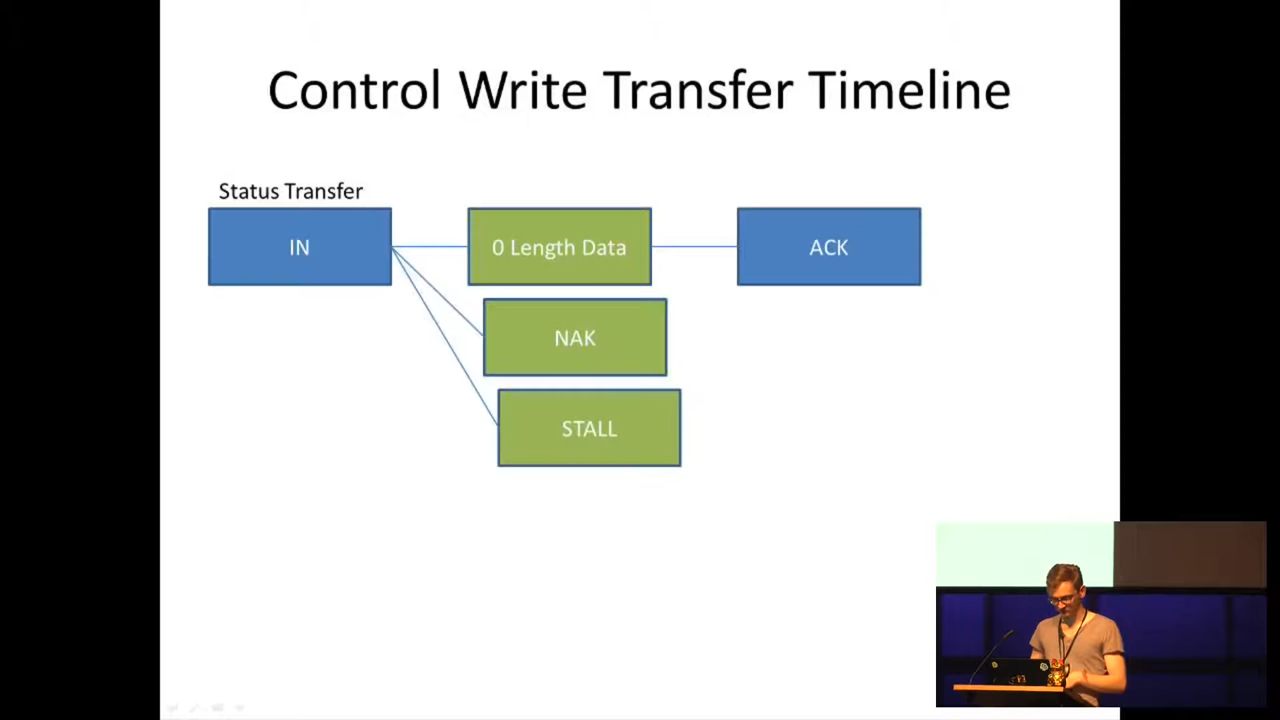 Control Write Transfer Timeline
Status Transfer
IN
0 Length Data
ACK
NAK
STALL